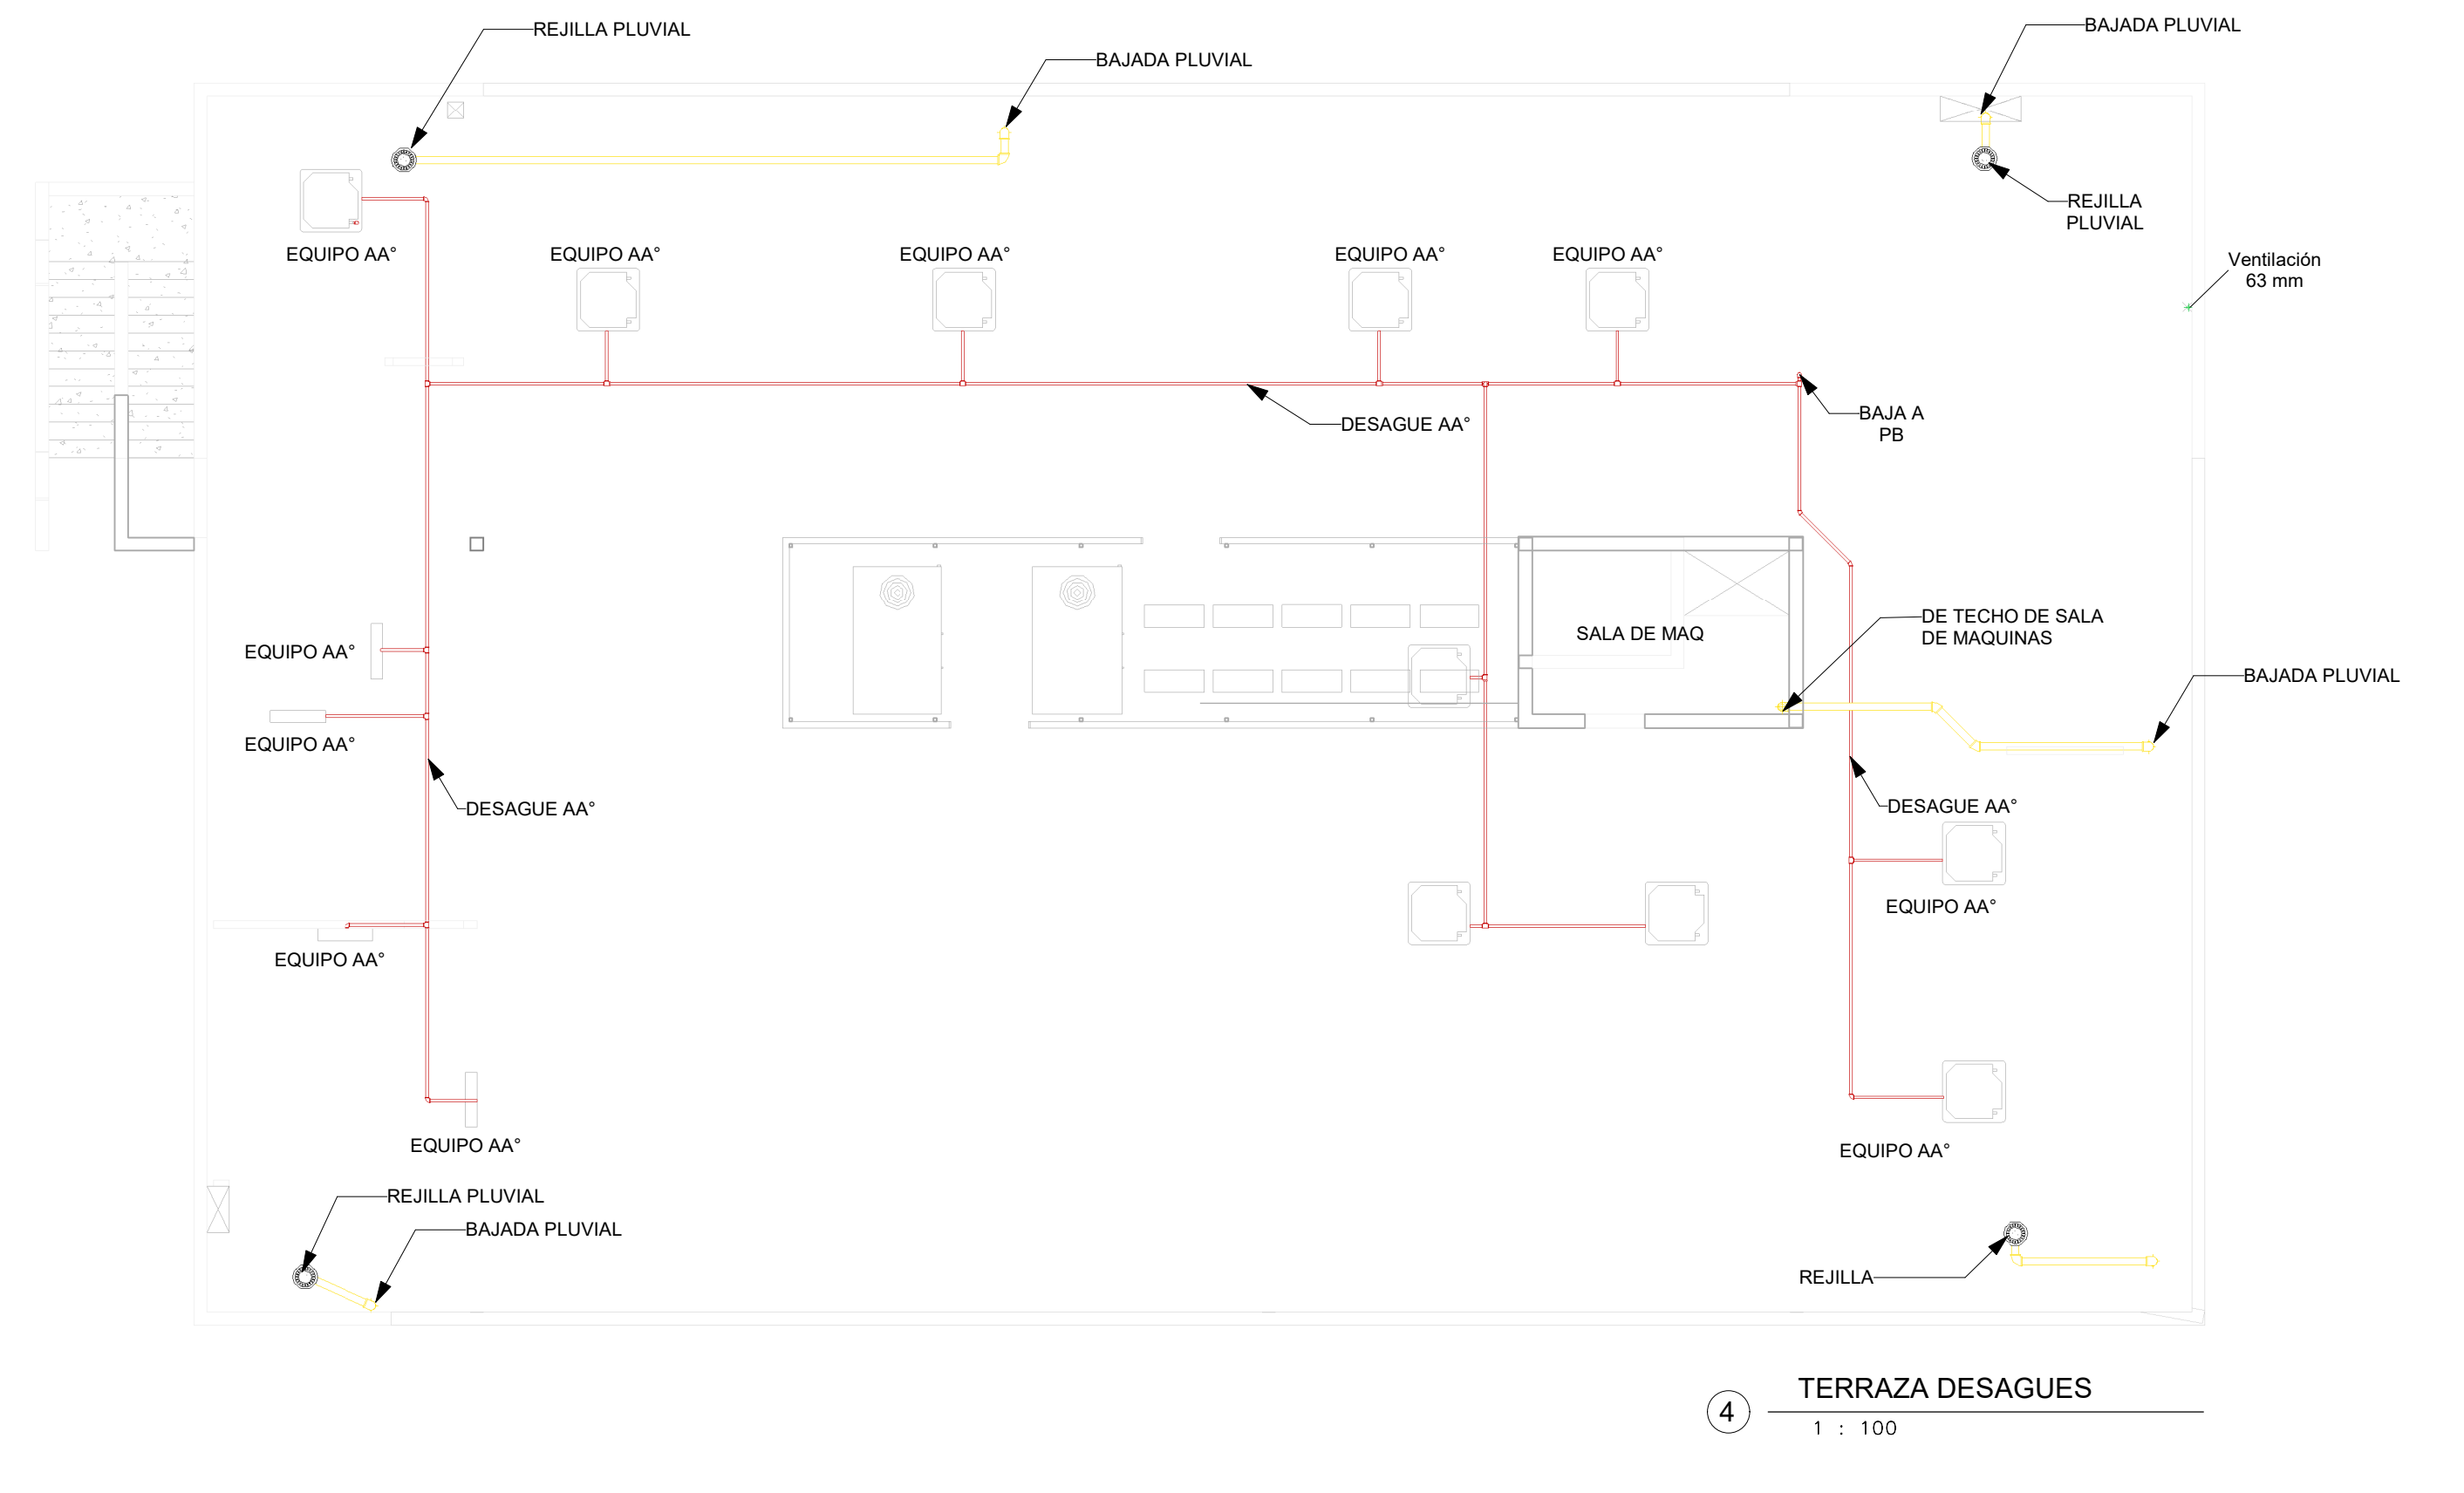 BAJADA PLUVIAL
REJILLA PLUVIAL
BAJADA PLUVIAL
REJILLA
PLUVIAL
EQUIPO AA°
EQUIPO AA°
EQUIPO AA°
EQUIPO AA°
EQUIPO AA°
Ventilación
63 mm
DESAGUE AA°
BAJA A
PB
DE TECHO DE SALA
DE MAQUINAS
SALA DE MAQ
EQUIPO AA°
BAJADA PLUVIAL
EQUIPO AA°
DESAGUE AA°
DESAGUE AA°
EQUIPO AA°
EQUIPO AA°
EQUIPO AA°
EQUIPO AA°
REJILLA PLUVIAL
BAJADA PLUVIAL
REJILLA
TERRAZA DESAGUES
4
1 : 100